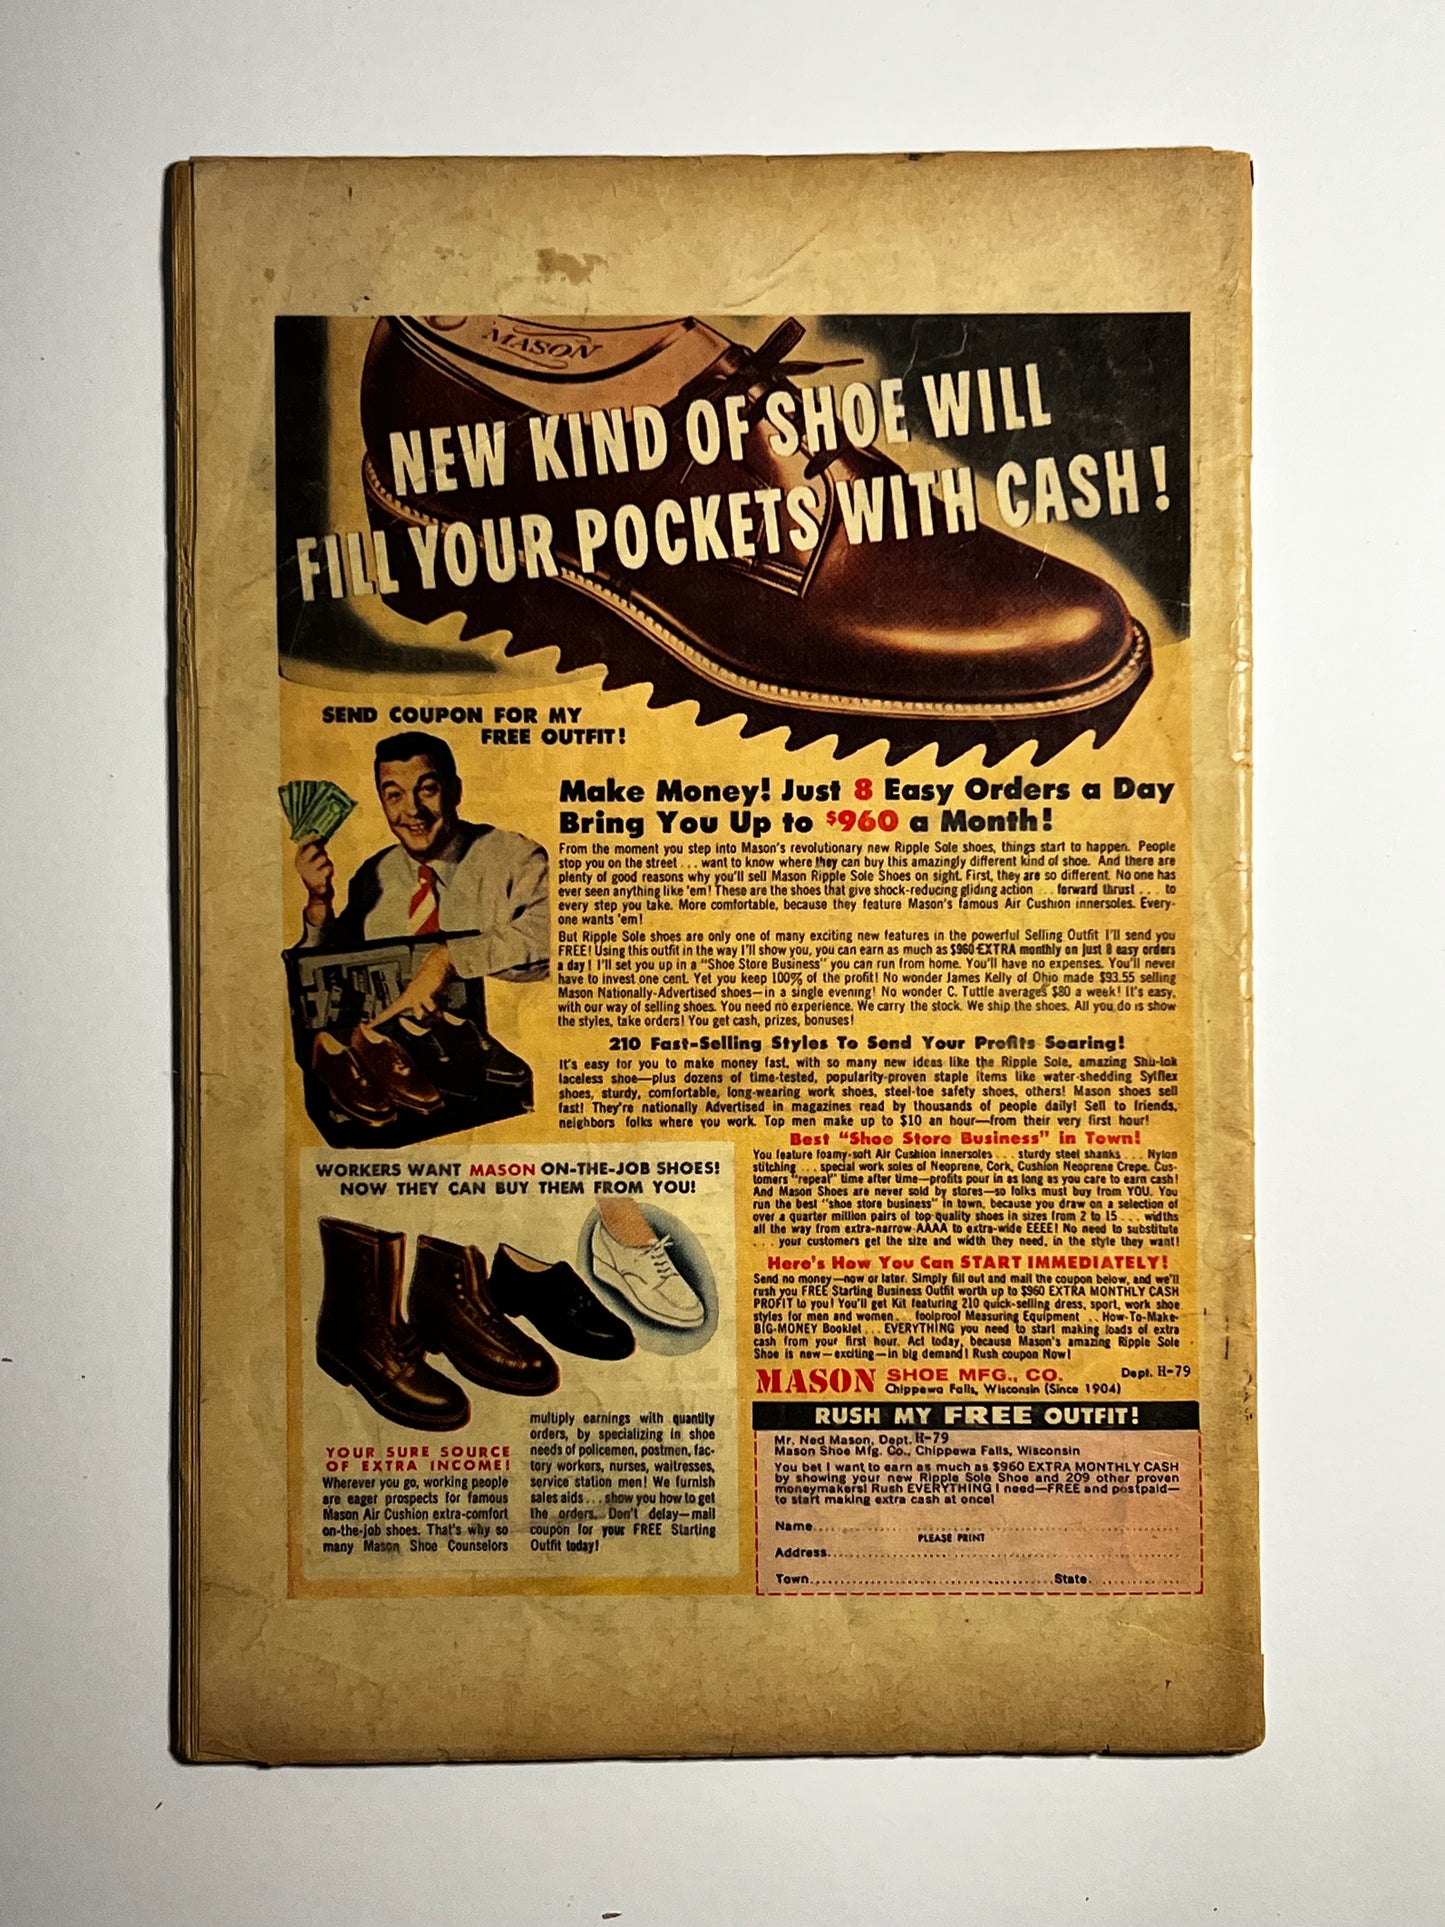 MASON
NEW KIND OF SHOE WILL
FILL YOUR POCKETS WITH CASH!
SEND COUPON FOR MY
FREE OUTFIT!
Make Money! Just 8 Easy Orders a Day
Bring You Up to $960 a Month!
From the moment you step into Mason's revolutionary new Ripple Sole shoes, things start to happen. People
stop you on the street ... want to know where they can buy this amazingly different kind of shoe. And there are
plenty of good reasons why you'll sell Mason Ripple Sole Shoes on sight. First, they are so different. No one has
ever seen anything like 'em! These are the shoes that give shock-reducing gliding action ... forward thrust ... to
every step you take. More comfortable, because they feature Mason's famous Air Cushion innersoles. Every-
one wants 'em!
But Ripple Sole shoes are only one of many exciting new features in the powerful Selling Outfit I'll send you
FREE! Using this outfit in the way I'll show you, you can earn as much as $960 EXTRA monthly on just 8 easy orders
a day! I'll set you up in a "Shoe Store Business" you can run from home. You'll have no expenses. You'll never
have to invest one cent. Yet you keep 100% of the profit! No wonder James Kelly of Ohio made $93.55 selling
Mason Nationally-Advertised shoes—in a single evening! No wonder C. Tuttle averages $80 a week! It's easy,
with our way of selling shoes. You need no experience. We carry the stock. We ship the shoes. All you do is show
the styles, take orders! You get cash, prizes, bonuses!
210 Fast-Selling Styles To Send Your Profits Soaring!
It's easy for you to make money fast, with so many new ideas like the Ripple Sole, amazing Shu-lok
laceless shoe—plus dozens of time-tested, popularity-proven staple items like water-shedding Sylflex
shoes, sturdy, comfortable, long-wearing work shoes, steel-toe safety shoes, others! Mason shoes sell
fast! They're nationally Advertised in magazines read by thousands of people daily! Sell to friends,
neighbors folks where you work. Top men make up to $10 an hour—from their very first hour!
Best "Shoe Store Business" in Town!
You feature foamy-soft Air Cushion innersoles ... sturdy steel shanks ... Nylon
stitching ... special work soles of Neoprene, Cork, Cushion Neoprene Crepe. Cus-
tomers "repeat" time after time—profits pour in as long as you care to earn cash!
And Mason Shoes are never sold by stores—so folks must buy from YOU. You
run the best "shoe store business" in town, because you draw on a selection of
over a quarter million pairs of top quality shoes in sizes from 2 to 15 ... widths
all the way from extra-narrow AAAA to extra-wide EEEE! No need to substitute
... your customers get the size and width they need, in the style they want!
Here's How You Can START IMMEDIATELY!
Send no money—now or later. Simply fill out and mail the coupon below, and we'll
rush you FREE Starting Business Outfit worth up to $960 EXTRA MONTHLY CASH
PROFIT to you! You'll get Kit featuring 210 quick-selling dress, sport, work shoe
styles for men and women ... foolproof Measuring Equipment .. How-To-Make-
BIG-MONEY Booklet ... EVERYTHING you need to start making loads of extra
cash from your first hour. Act today, because Mason's amazing Ripple Sole
Shoe is new—exciting—in big demand! Rush coupon Now!
MASON SHOE MFG., CO. Dept. H-79
Chippewa Falls, Wisconsin (Since 1904)
WORKERS WANT MASON ON-THE-JOB SHOES!
NOW THEY CAN BUY THEM FROM YOU!
YOUR SURE SOURCE
OF EXTRA INCOME!
Wherever you go, working people
are eager prospects for famous
Mason Air Cushion extra-comfort
on-the-job shoes. That's why so
many Mason Shoe Counselors
multiply earnings with quantity
orders, by specializing in shoe
needs of policemen, postmen, fac-
tory workers, nurses, waitresses,
service station men! We furnish
sales aids ... show you how to get
the orders. Don't delay—mail
coupon for your FREE Starting
Outfit today!
RUSH MY FREE OUTFIT!
Mr. Ned Mason, Dept. H-79
Mason Shoe Mfg. Co., Chippewa Falls, Wisconsin
You bet I want to earn as much as $960 EXTRA MONTHLY CASH
by showing your new Ripple Sole Shoe and 209 other proven
moneymakers! Rush EVERYTHING I need—FREE and postpaid—
to start making extra cash at once!
Name
PLEASE PRINT
Address
Town State